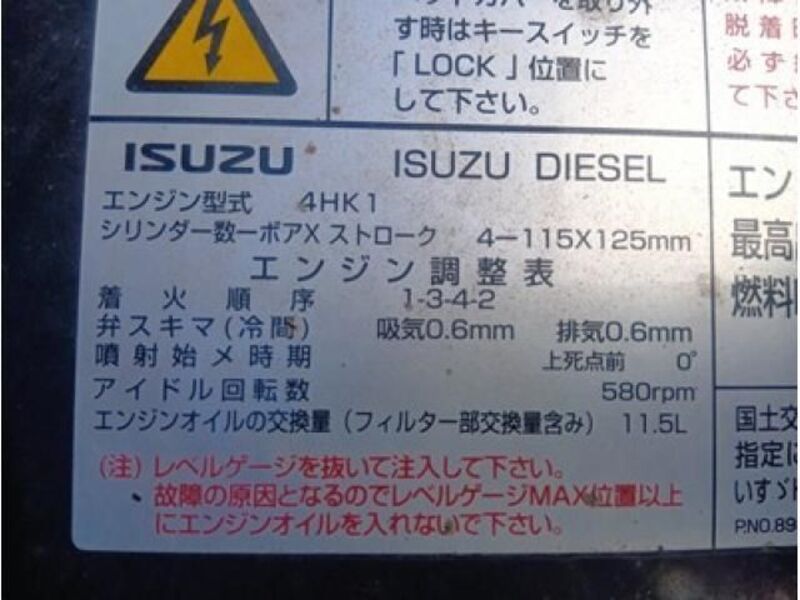 す時はキースイッチを
「LOCK」位置に
して下さい。
脱着
必ず
て下さ
ISUZU ISUZU DIESEL
エンジン型式 4HK1
シリンダー数ーボアX ストローク 4ー115X125mm
エンジン調整表
着火順序 1-3-4-2
弁スキマ(冷間) 吸気0.6mm 排気0.6mm
噴射始メ時期 上死点前 0°
アイドル回転数 580rpm
エンジンオイルの交換量(フィルター部交換量含み) 11.5L
(注)レベルゲージを抜いて注入して下さい。
、故障の原因となるのでレベルゲージMAX位置以上
にエンジンオイルを入れないで下さい。
エン
最高
燃料
国土交
指定に
いすゞ
P.NO.89